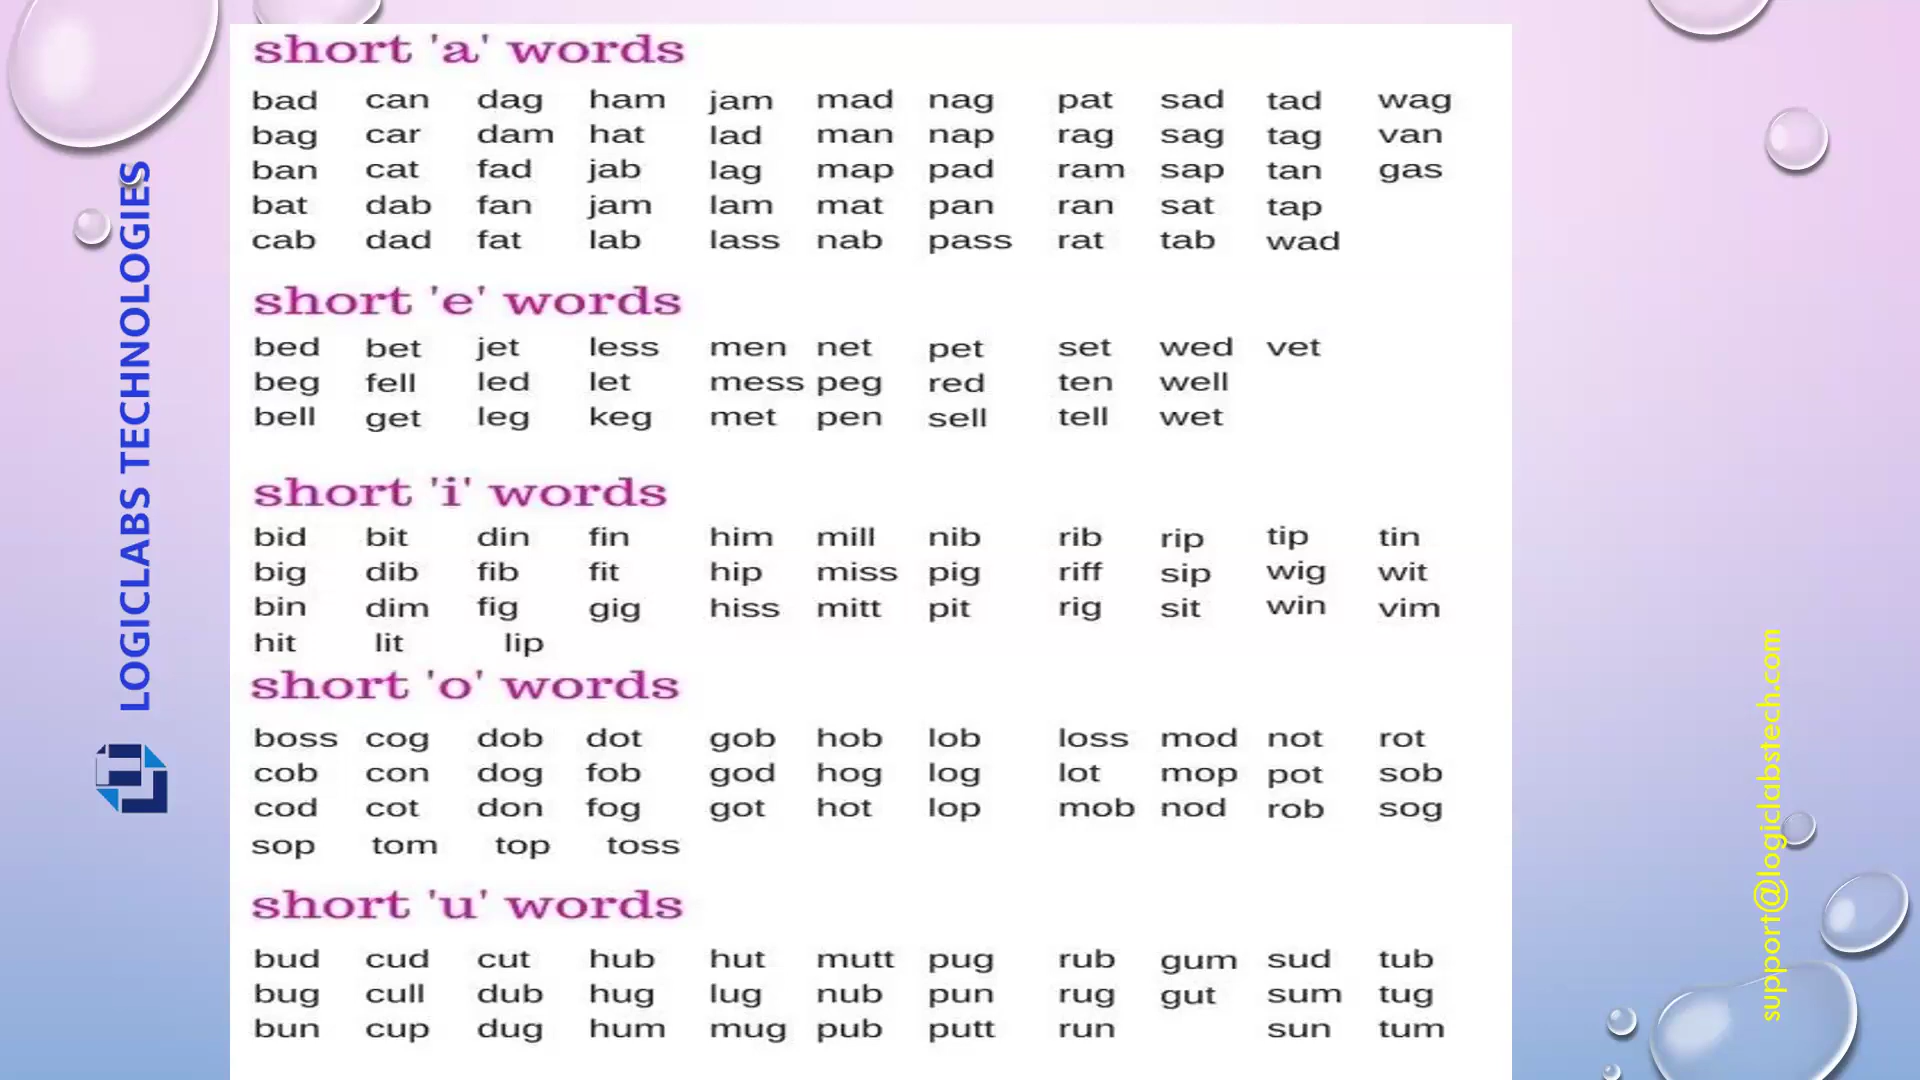 short 'a' words
bad can dag ham jam mad nag pat sad tad wag
bag car dam hat lad man nap rag sag tag van
ban cat fad jab lag map pad ram sap tan gas
bat dab fan jam lam mat pan ran sat tap
cab dad fat lab lass nab pass rat tab wad
short 'e' words
bed bet jet less men net pet set wed vet
beg fell led let mess peg red ten well
bell get leg keg met pen sell tell wet
short 'i' words
bid bit din fin him mill nib rib rip tip tin
big dib fib fit hip miss pig riff sip wig wit
bin dim fig gig hiss mitt pit rig sit win vim
hit lit lip
short 'o' words
boss cog dob dot gob hob lob loss mod not rot
cob con dog fob god hog log lot mop pot sob
cod cot don fog got hot lop mob nod rob sog
sop tom top toss
short 'u' words
bud cud cut hub hut mutt pug rub gum sud tub
bug cull dub hug lug nub pun rug gut sum tug
bun cup dug hum mug pub putt run sun tum
LOGICLABS TECHNOLOGIES
support@logiclabstech.com